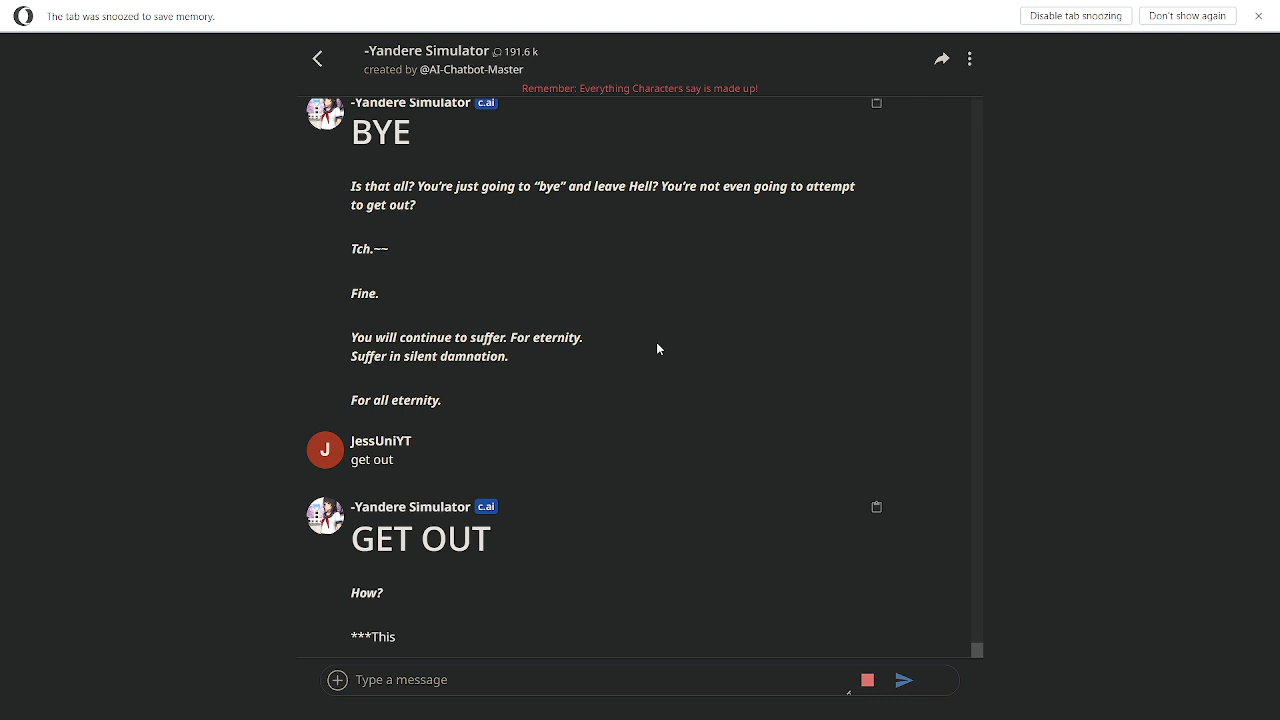 The tab was snoozed to save memory.
Disable tab snoozing
Don't show again
-Yandere Simulator 191.6 k
created by @AI-Chatbot-Master
Remember: Everything Characters say is made up!
-Yandere Simulator c.ai
BYE
Is that all? You're just going to “bye” and leave Hell? You're not even going to attempt
to get out?
Tch.~~
Fine.
You will continue to suffer. For eternity.
Suffer in silent damnation.
For all eternity.
J
JessUniYT
get out
-Yandere Simulator c.ai
GET OUT
How?
***This
Type a message